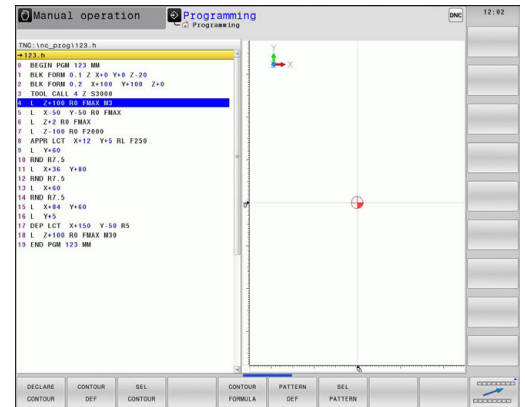 Manual operation
Programming
Programming
DNC
12:02
TNC:\nc_prog\123.h
→123.h
0 BEGIN PGM 123 MM
1 BLK FORM 0.1 Z X+0 Y+0 Z-20
2 BLK FORM 0.2 X+100 Y+100 Z+0
3 TOOL CALL 4 Z S3000
4 L Z+100 R0 FMAX M3
5 L X-50 Y-50 R0 FMAX
6 L Z+2 R0 FMAX
7 L Z-100 R0 F2000
8 APPR LCT X+12 Y+5 RL F250
9 L Y+60
10 RND R7.5
11 L X+36 Y+80
12 RND R7.5
13 L X+60
14 RND R7.5
15 L X+84 Y+60
16 L Y+5
17 DEP LCT X+150 Y-50 R5
18 L Z+100 R0 FMAX M30
19 END PGM 123 MM
Y
X
DECLARE CONTOUR
CONTOUR DEF
SEL CONTOUR
CONTOUR FORMULA
PATTERN DEF
SEL PATTERN